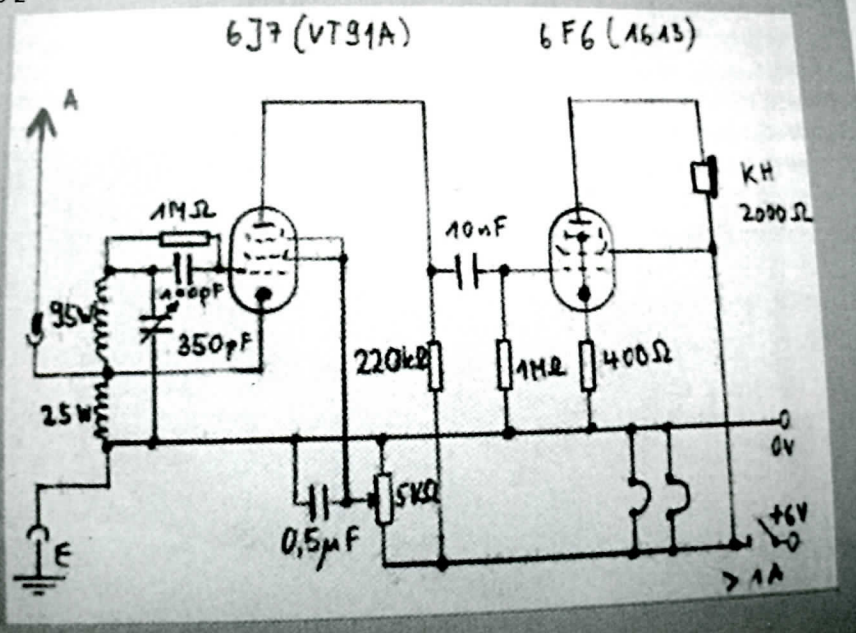 6J7 (VT91A)
6F6 (1613)
A
1MΩ
KH
2000Ω
10nF
100pF
95W
350pF
220kΩ
1MΩ
400Ω
25W
0V
5KΩ
0,5µF
+6V
E
> 1A